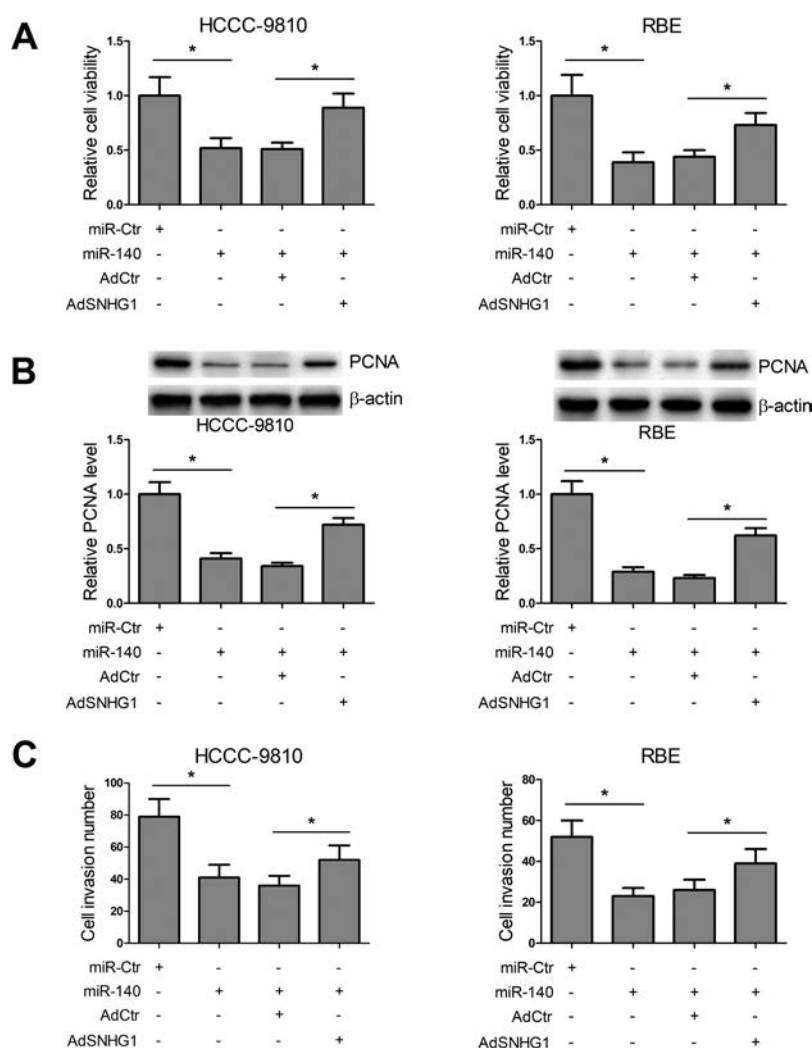 A
HCCC-9810
Relative cell viability
1.5
1.0
0.5
0.0
miR-Ctr + - - -
miR-140 - + + +
AdCtr - - + -
AdSNHG1 - - - +
*
*
RBE
Relative cell viability
1.5
1.0
0.5
0.0
miR-Ctr + - - -
miR-140 - + + +
AdCtr - - + -
AdSNHG1 - - - +
*
*
B
PCNA
β-actin
HCCC-9810
Relative PCNA level
1.5
1.0
0.5
0.0
miR-Ctr + - - -
miR-140 - + + +
AdCtr - - + -
AdSNHG1 - - - +
*
*
PCNA
β-actin
RBE
Relative PCNA level
1.5
1.0
0.5
0.0
miR-Ctr + - - -
miR-140 - + + +
AdCtr - - + -
AdSNHG1 - - - +
*
*
C
HCCC-9810
Cell invasion number
100
80
60
40
20
0
miR-Ctr + - - -
miR-140 - + + +
AdCtr - - + -
AdSNHG1 - - - +
*
*
RBE
Cell invasion number
80
60
40
20
0
miR-Ctr + - - -
miR-140 - + + +
AdCtr - - + -
AdSNHG1 - - - +
*
*